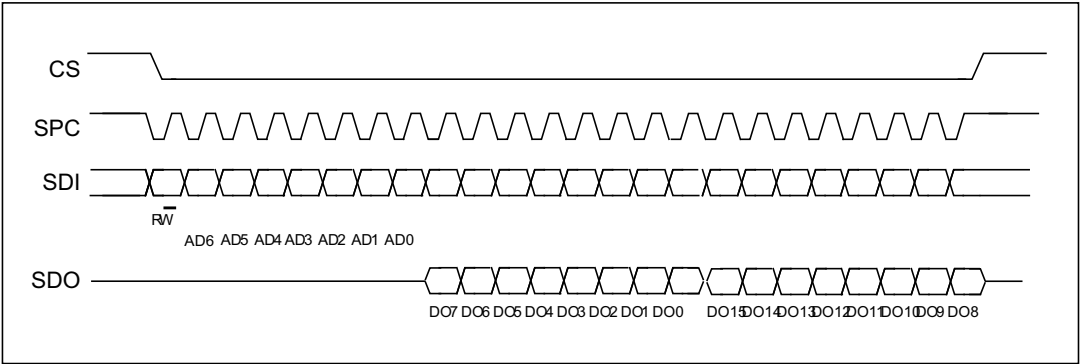 CS
SPC
SDI
RW
AD6 AD5 AD4 AD3 AD2 AD1 AD0
SDO
DO7 DO6 DO5 DO4 DO3 DO2 DO1 DO0 DO15 DO14 DO13 DO12 DO11 DO10 DO9 DO8